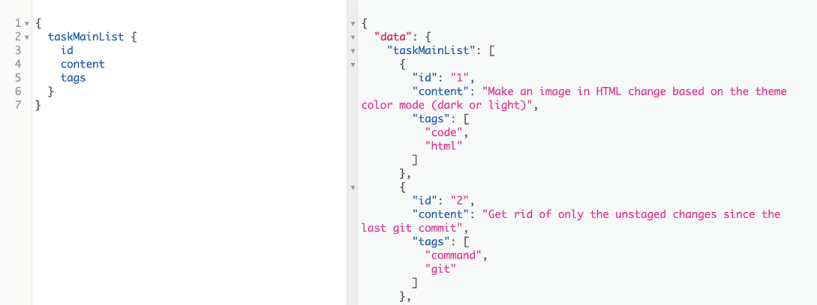 1 {
2 taskMainList {
3 id
4 content
5 tags
6 }
7 }
{
"data": {
"taskMainList": [
{
"id": "1",
"content": "Make an image in HTML change based on the theme
color mode (dark or light)",
"tags": [
"code",
"html"
]
},
{
"id": "2",
"content": "Get rid of only the unstaged changes since the
last git commit",
"tags": [
"command",
"git"
]
},